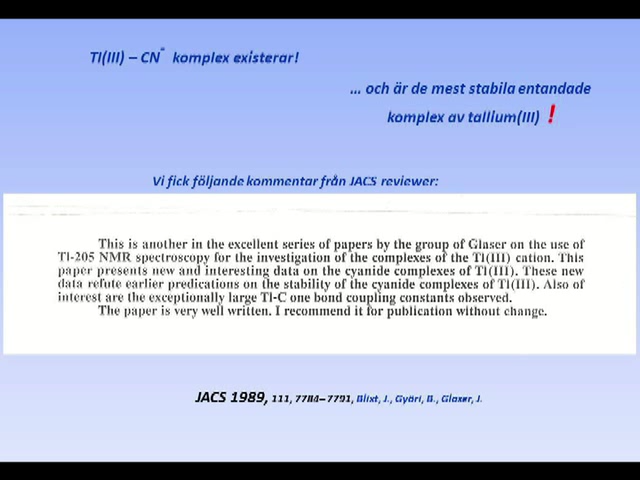 Tl(III) – CN⁻ komplex existerar!
... och är de mest stabila entandade
komplex av tallium(III) !
Vi fick följande kommentar från JACS reviewer:
This is another in the excellent series of papers by the group of Glaser on the use of
Tl-205 NMR spectroscopy for the investigation of the complexes of the Tl(III) cation. This
paper presents new and interesting data on the cyanide complexes of Tl(III). These new
data refute earlier predications on the stability of the cyanide complexes of Tl(III). Also of
interest are the exceptionally large Tl-C one bond coupling constants observed.
The paper is very well written. I recommend it for publication without change.
JACS 1989, 111, 7784–7791, Blixt, J., Györi, B., Glaser, J.